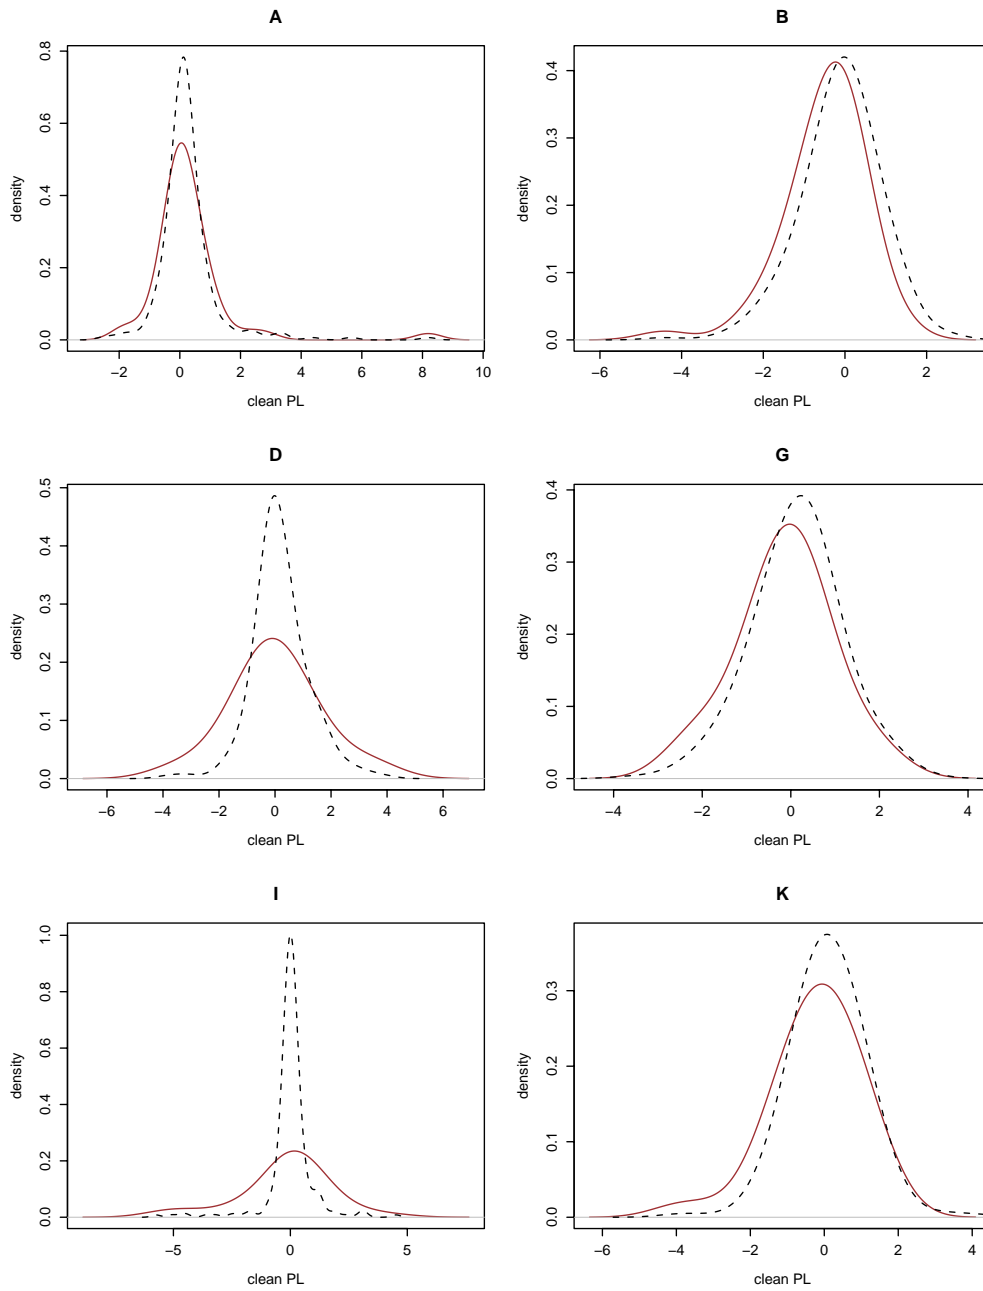 A
density
0.0 0.2 0.4 0.6 0.8
−2 0 2 4 6 8 10
clean PL
B
density
0.0 0.1 0.2 0.3 0.4
−6 −4 −2 0 2
clean PL
D
density
0.0 0.1 0.2 0.3 0.4 0.5
−6 −4 −2 0 2 4 6
clean PL
G
density
0.0 0.1 0.2 0.3 0.4
−4 −2 0 2 4
clean PL
I
density
0.0 0.2 0.4 0.6 0.8 1.0
−5 0 5
clean PL
K
density
0.0 0.1 0.2 0.3
−6 −4 −2 0 2 4
clean PL